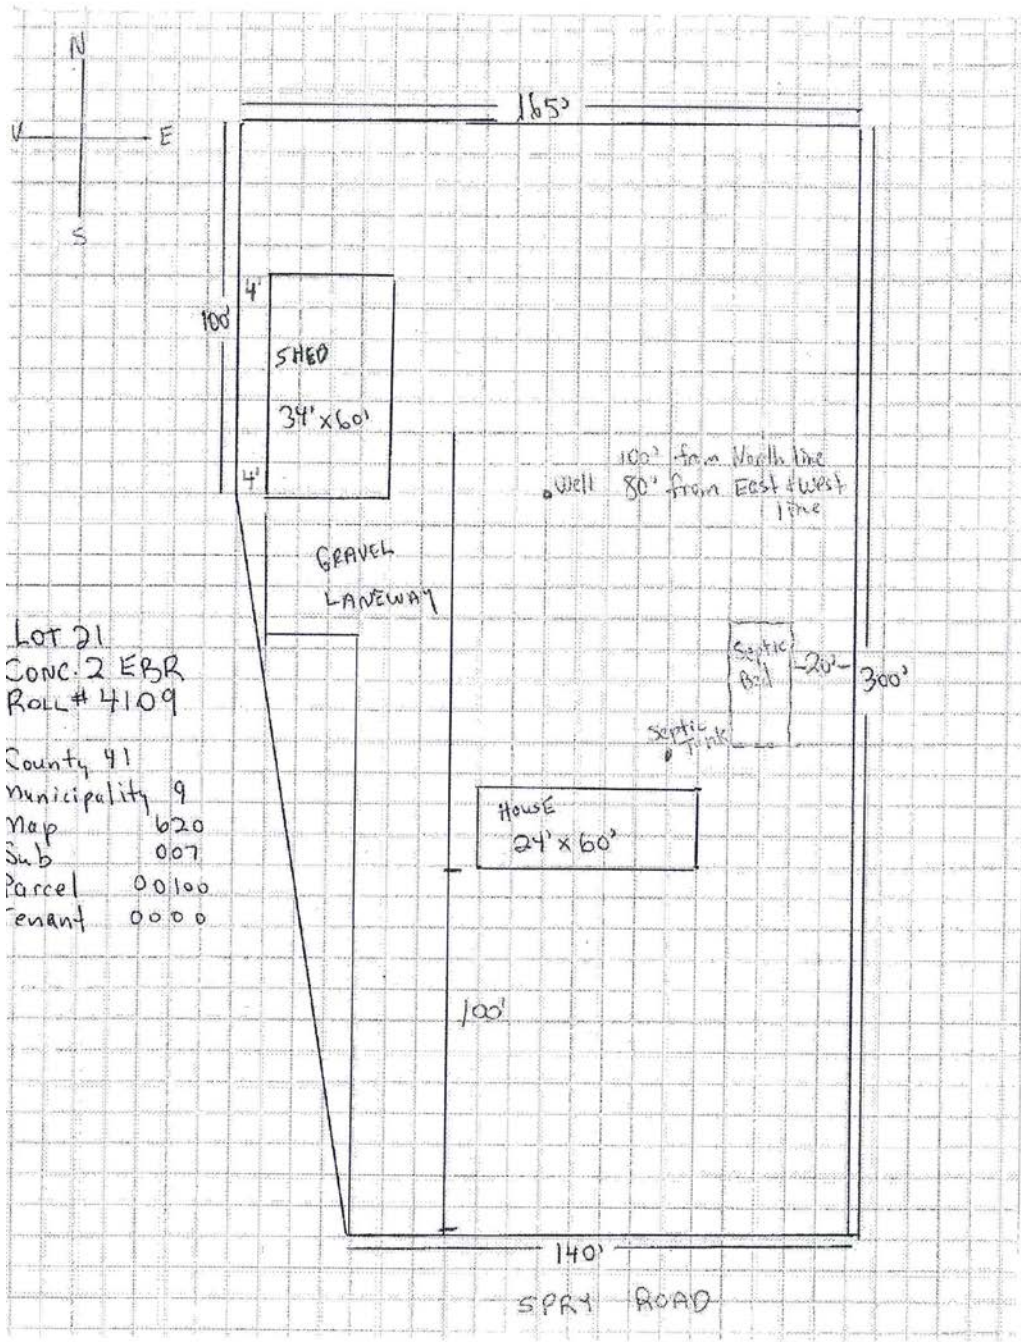 N
W E
S
165'
4'
100'
SHED
34' x 60'
4'
100' from North line
Well 80' from East & West
line
GRAVEL
LANEWAY
LOT 21
CONC. 2 EBR
ROLL # 4109
Septic
Bed
20'
300'
Septic
Tank
County 41
Municipality 9
Map 620
Sub 007
Parcel 00100
Tenant 0000
HOUSE
24' x 60'
100'
140'
SPRY ROAD